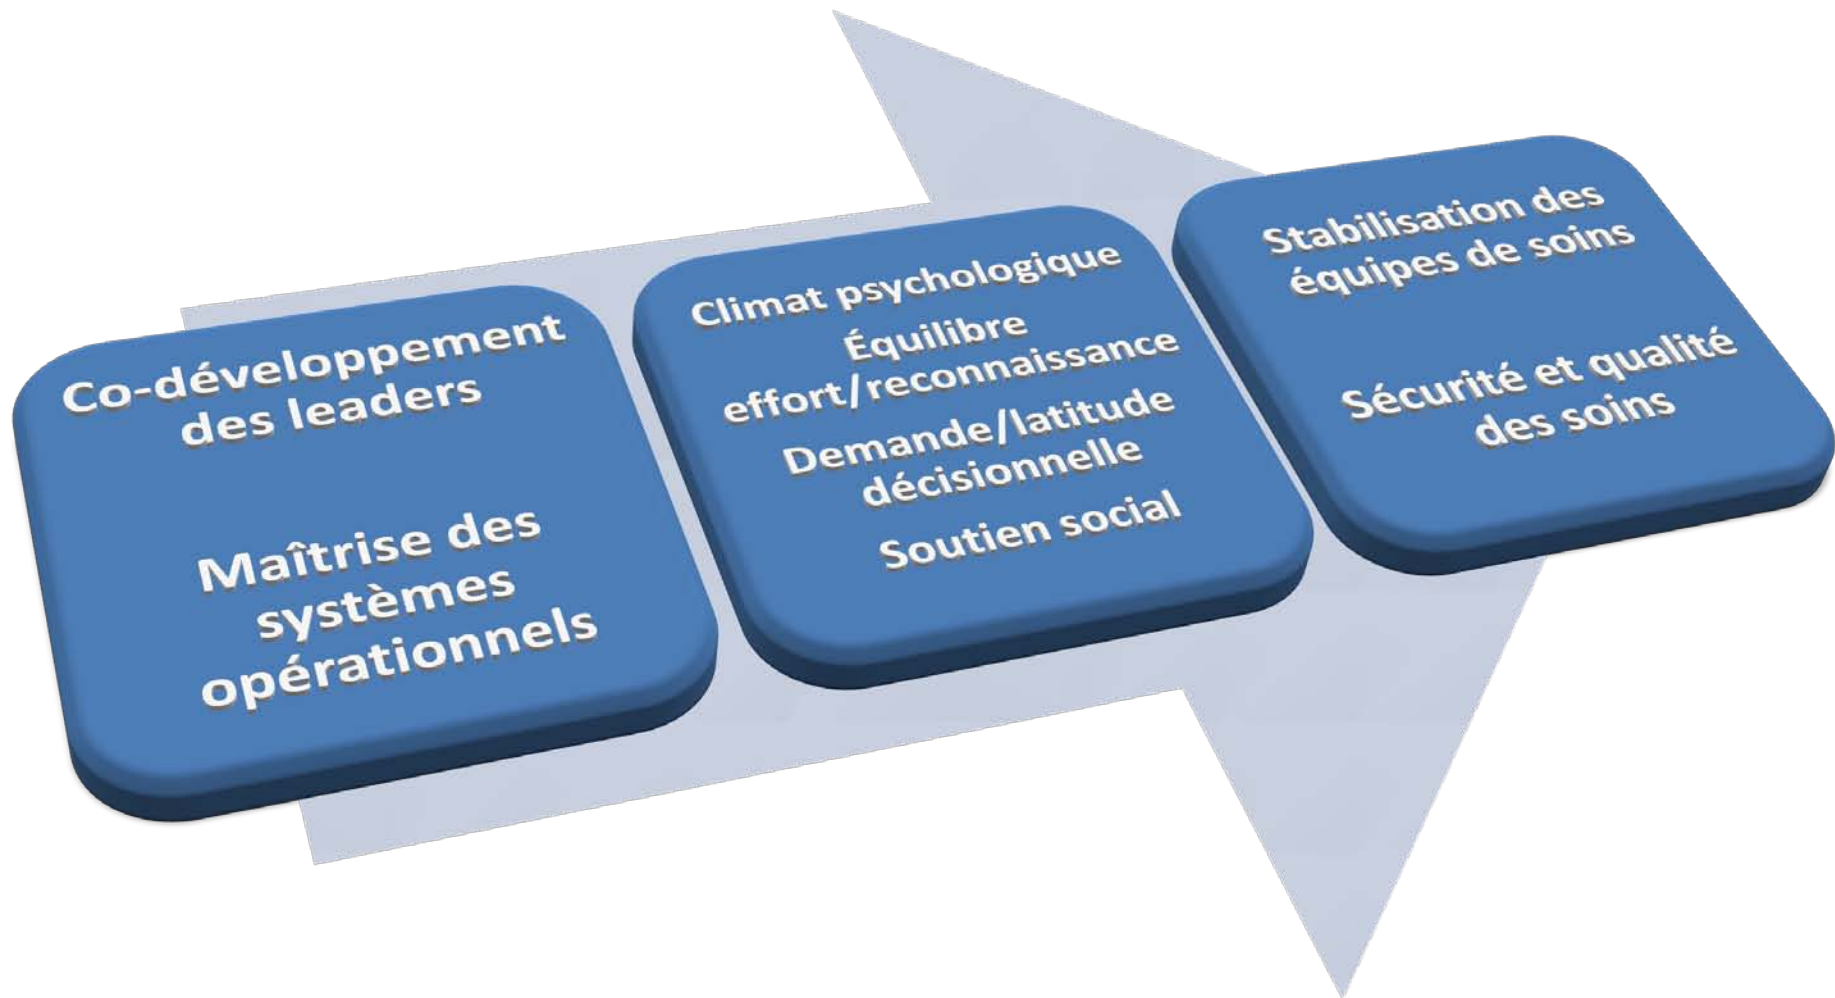 Co-développement
des leaders
Maîtrise des
systèmes
opérationnels
Climat psychologique
Équilibre
effort/reconnaissance
Demande/latitude
décisionnelle
Soutien social
Stabilisation des
équipes de soins
Sécurité et qualité
des soins